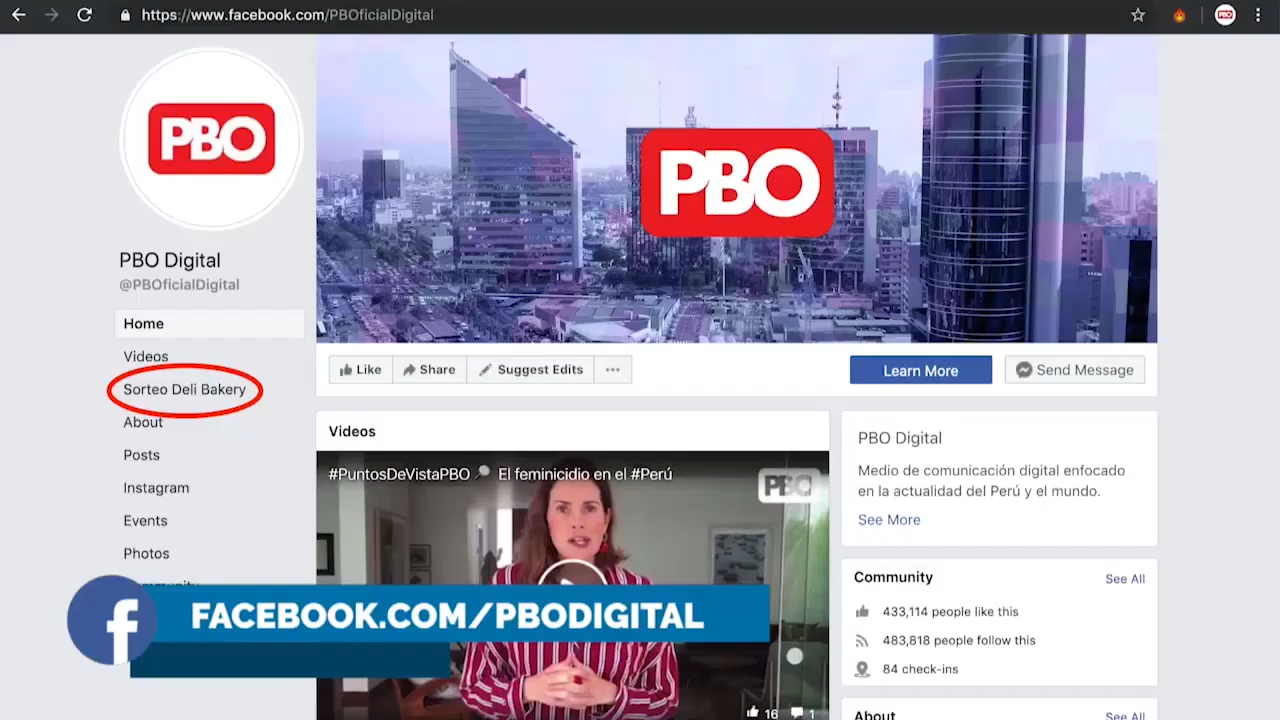 https://www.facebook.com/PBOficialDigital
PBO
PBO
PBO
PBO Digital
@PBOficialDigital
Home
Videos
Sorteo Deli Bakery
About
Posts
Instagram
Events
Photos
Community
Like
Share
Suggest Edits
Learn More
Send Message
Videos
#PuntosDeVistaPBO El feminicidio en el #Perú
PBO
16
1
PBO Digital
Medio de comunicación digital enfocado
en la actualidad del Perú y el mundo.
See More
Community
See All
433,114 people like this
483,818 people follow this
84 check-ins
About
See All
f
FACEBOOK.COM/PBODIGITAL